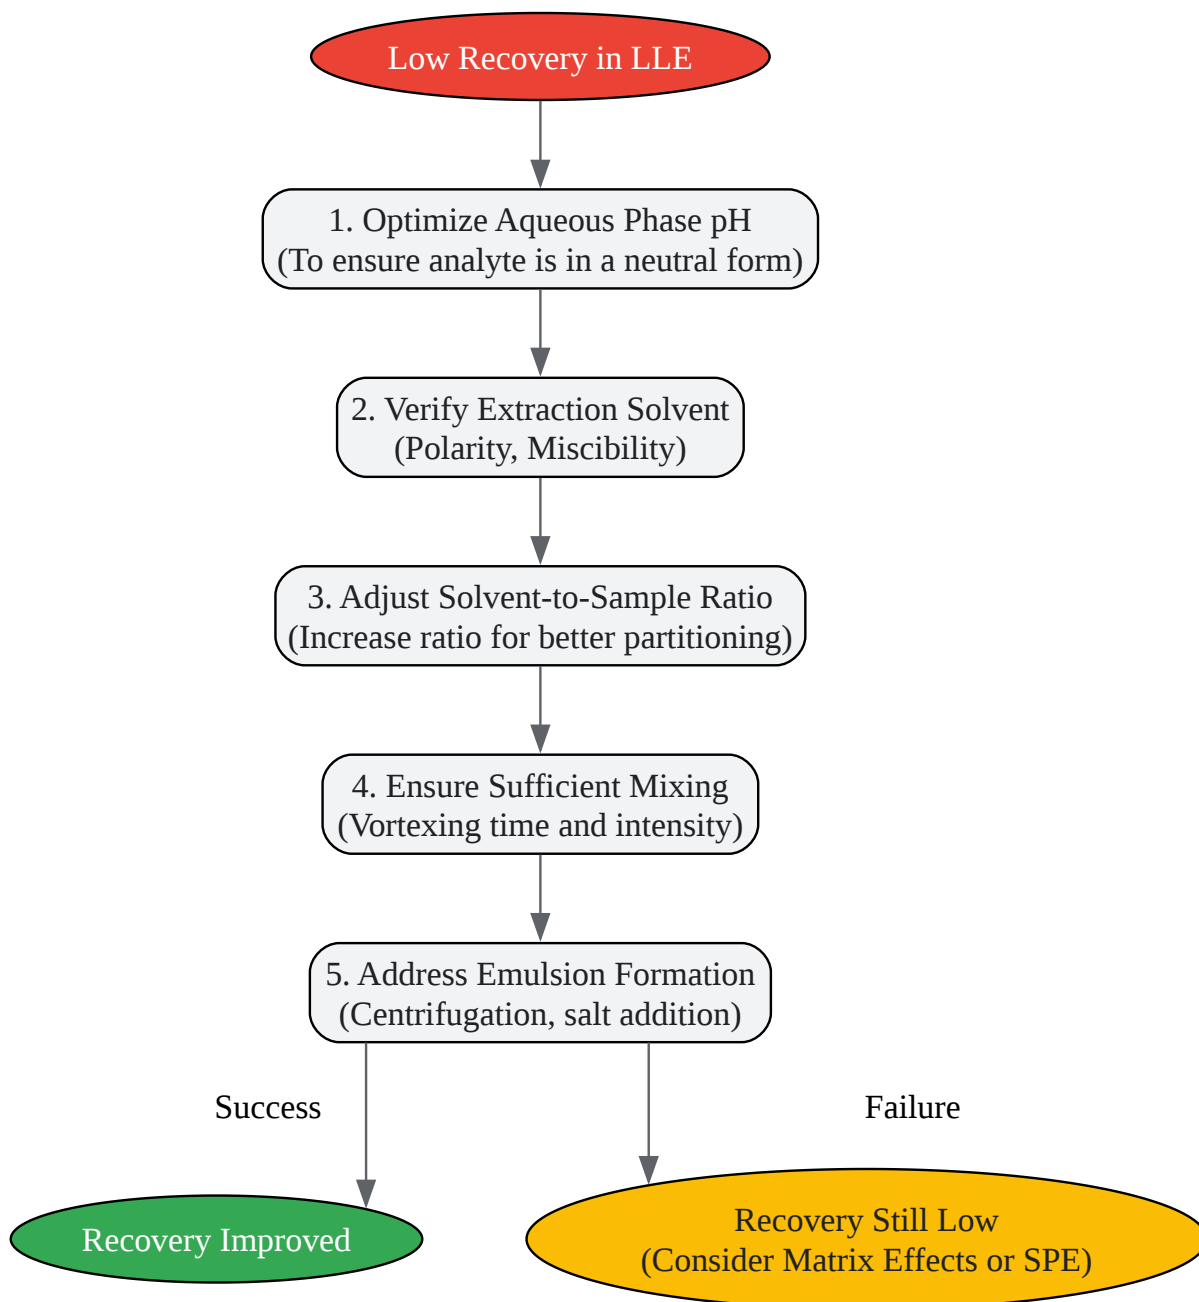 Low Recovery in LLE
1. Optimize Aqueous Phase pH
(To ensure analyte is in a neutral form)
2. Verify Extraction Solvent
(Polarity, Miscibility)
3. Adjust Solvent-to-Sample Ratio
(Increase ratio for better partitioning)
4. Ensure Sufficient Mixing
(Vortexing time and intensity)
5. Address Emulsion Formation
(Centrifugation, salt addition)
Success
Failure
Recovery Improved
Recovery Still Low
(Consider Matrix Effects or SPE)